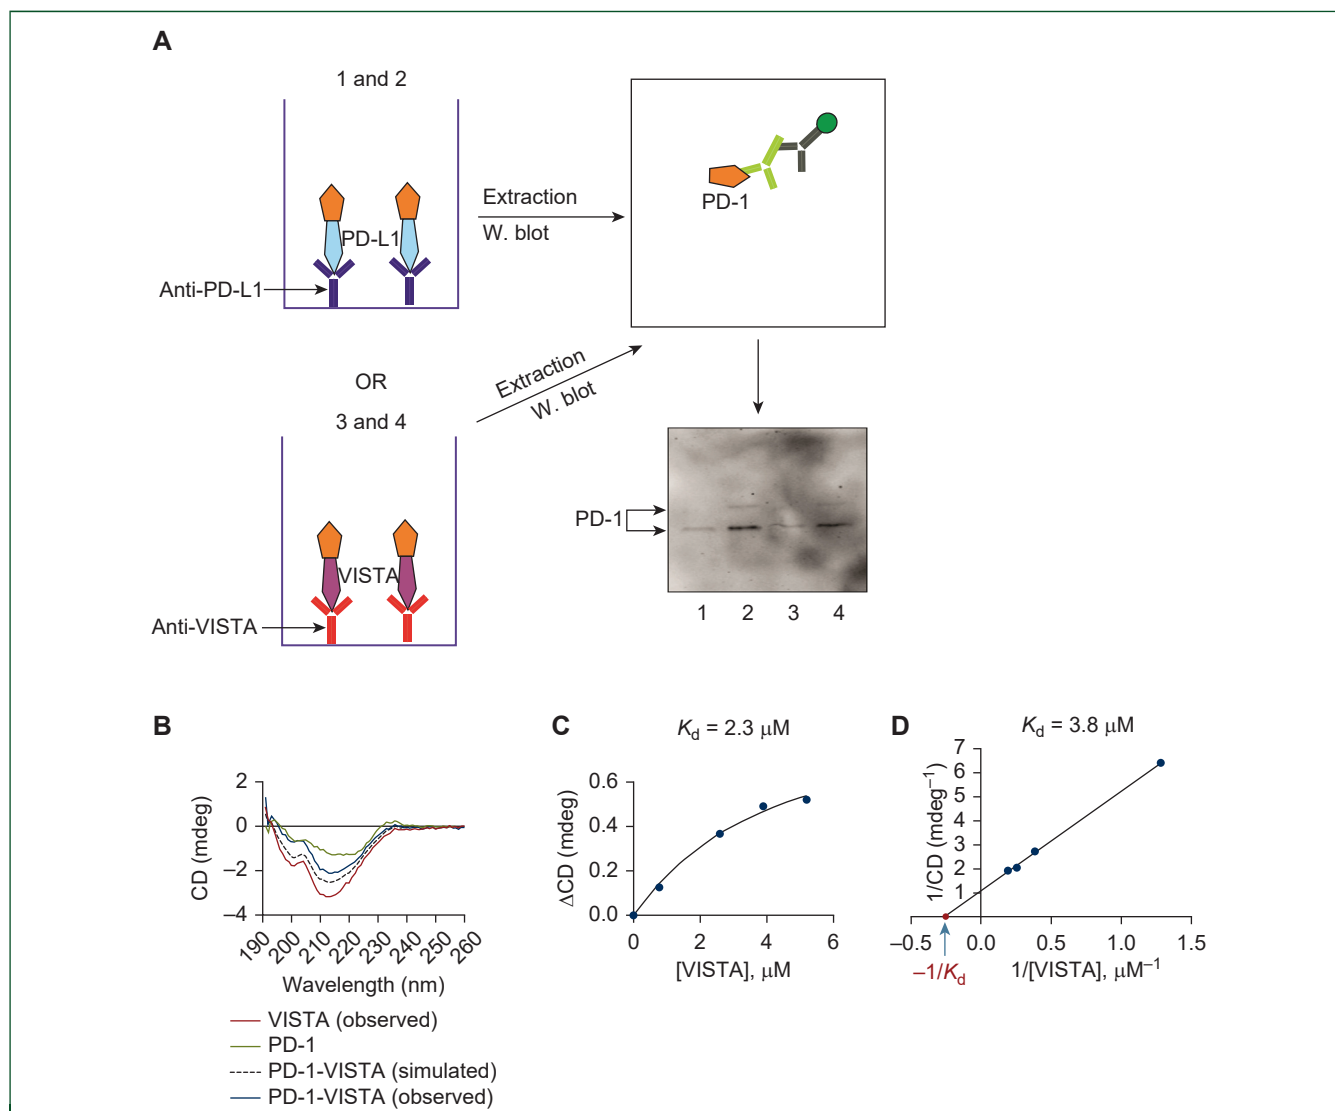 A
1 and 2
PD-L1
Anti-PD-L1
Extraction
W. blot
PD-1
OR
3 and 4
VISTA
Anti-VISTA
Extraction
W. blot
PD-1
1 2 3 4
B
CD (mdeg)
2
0
–2
–4
190 200 210 220 230 240 250 260
Wavelength (nm)
VISTA (observed)
PD-1
PD-1-VISTA (simulated)
PD-1-VISTA (observed)
C
Kd = 2.3 μM
ΔCD (mdeg)
0.6
0.4
0.2
0.0
0 2 4 6
[VISTA], μM
D
Kd = 3.8 μM
1/CD (mdeg–1)
7
6
5
4
3
2
1
–0.5 0.0 0.5 1.0 1.5
–1/Kd
1/[VISTA], μM–1